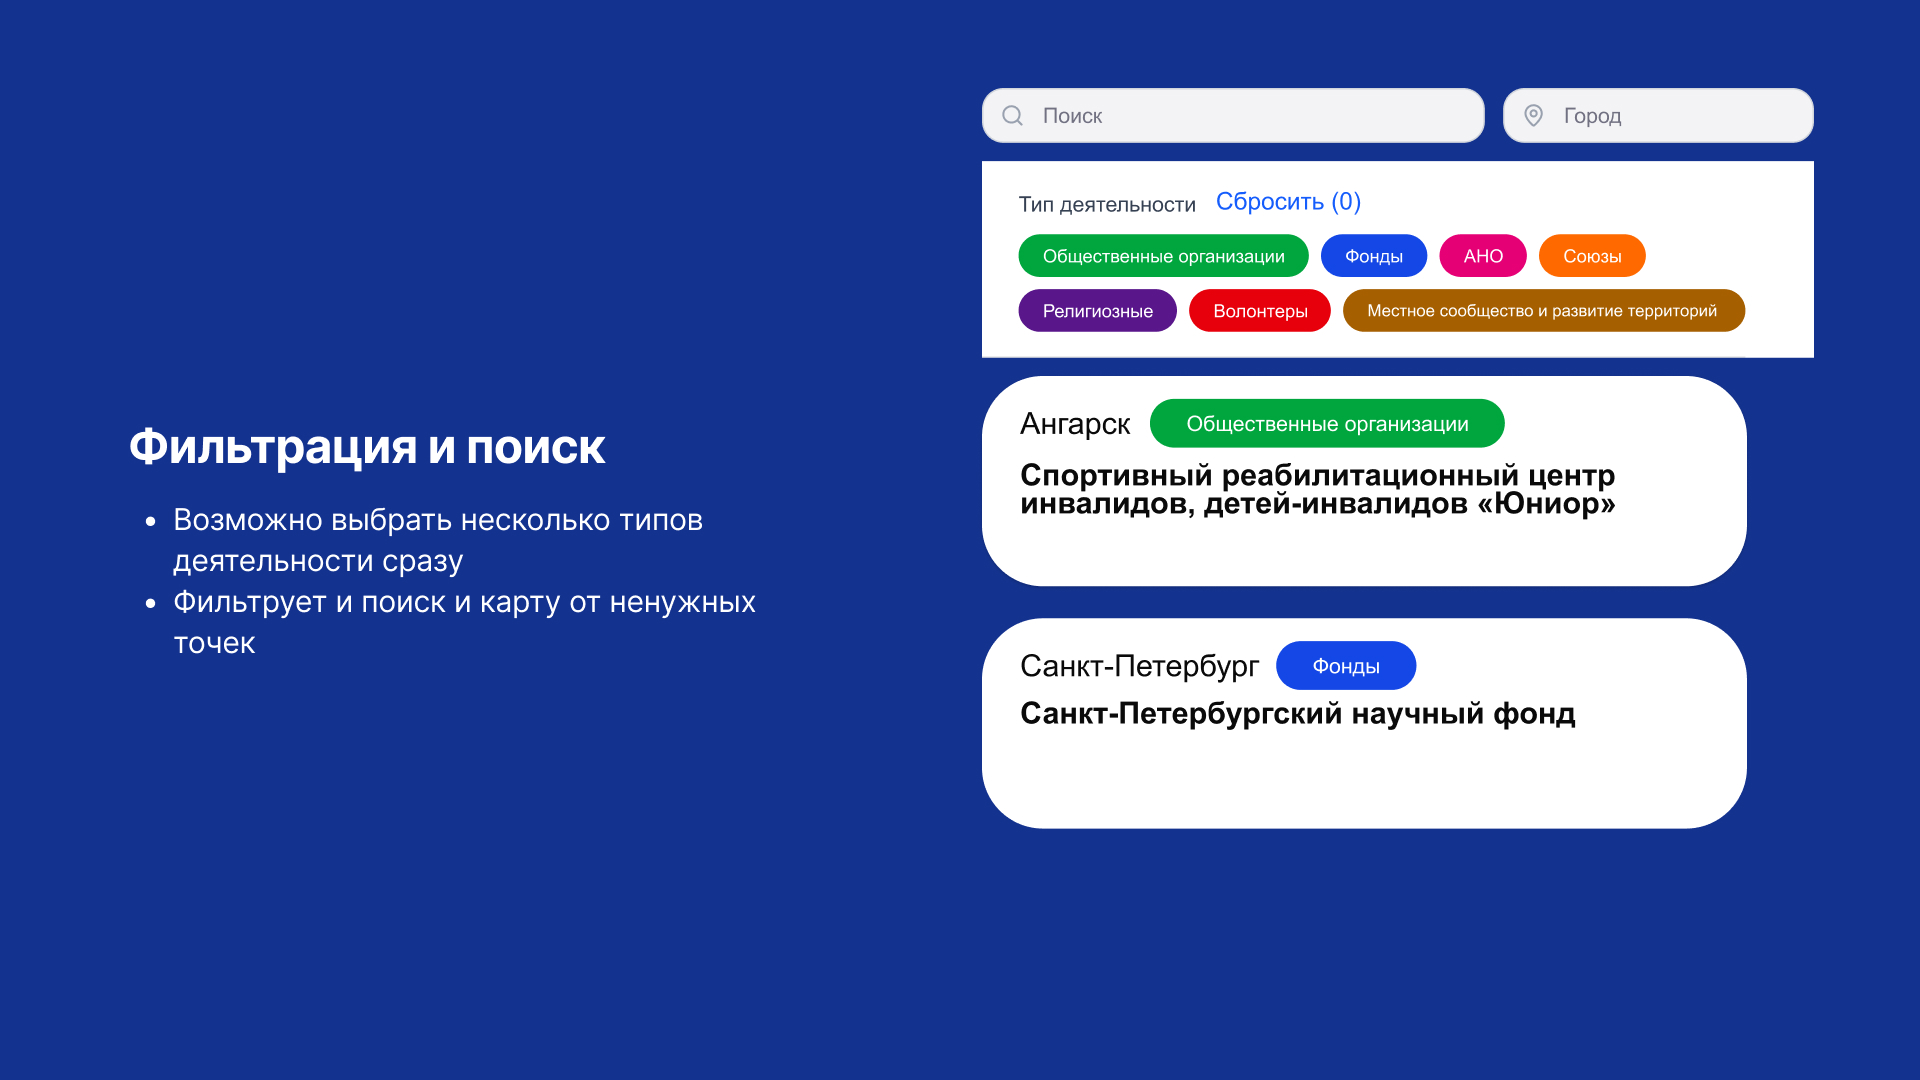 Фильтрация и поиск
• Возможно выбрать несколько типов
деятельности сразу
• Фильтрует и поиск и карту от ненужных
точек
Поиск
Город
Тип деятельности Сбросить (0)
Общественные организации Фонды АНО Союзы
Религиозные Волонтеры Местное сообщество и развитие территорий
Ангарск Общественные организации
Спортивный реабилитационный центр
инвалидов, детей-инвалидов «Юниор»
Санкт-Петербург Фонды
Санкт-Петербургский научный фонд